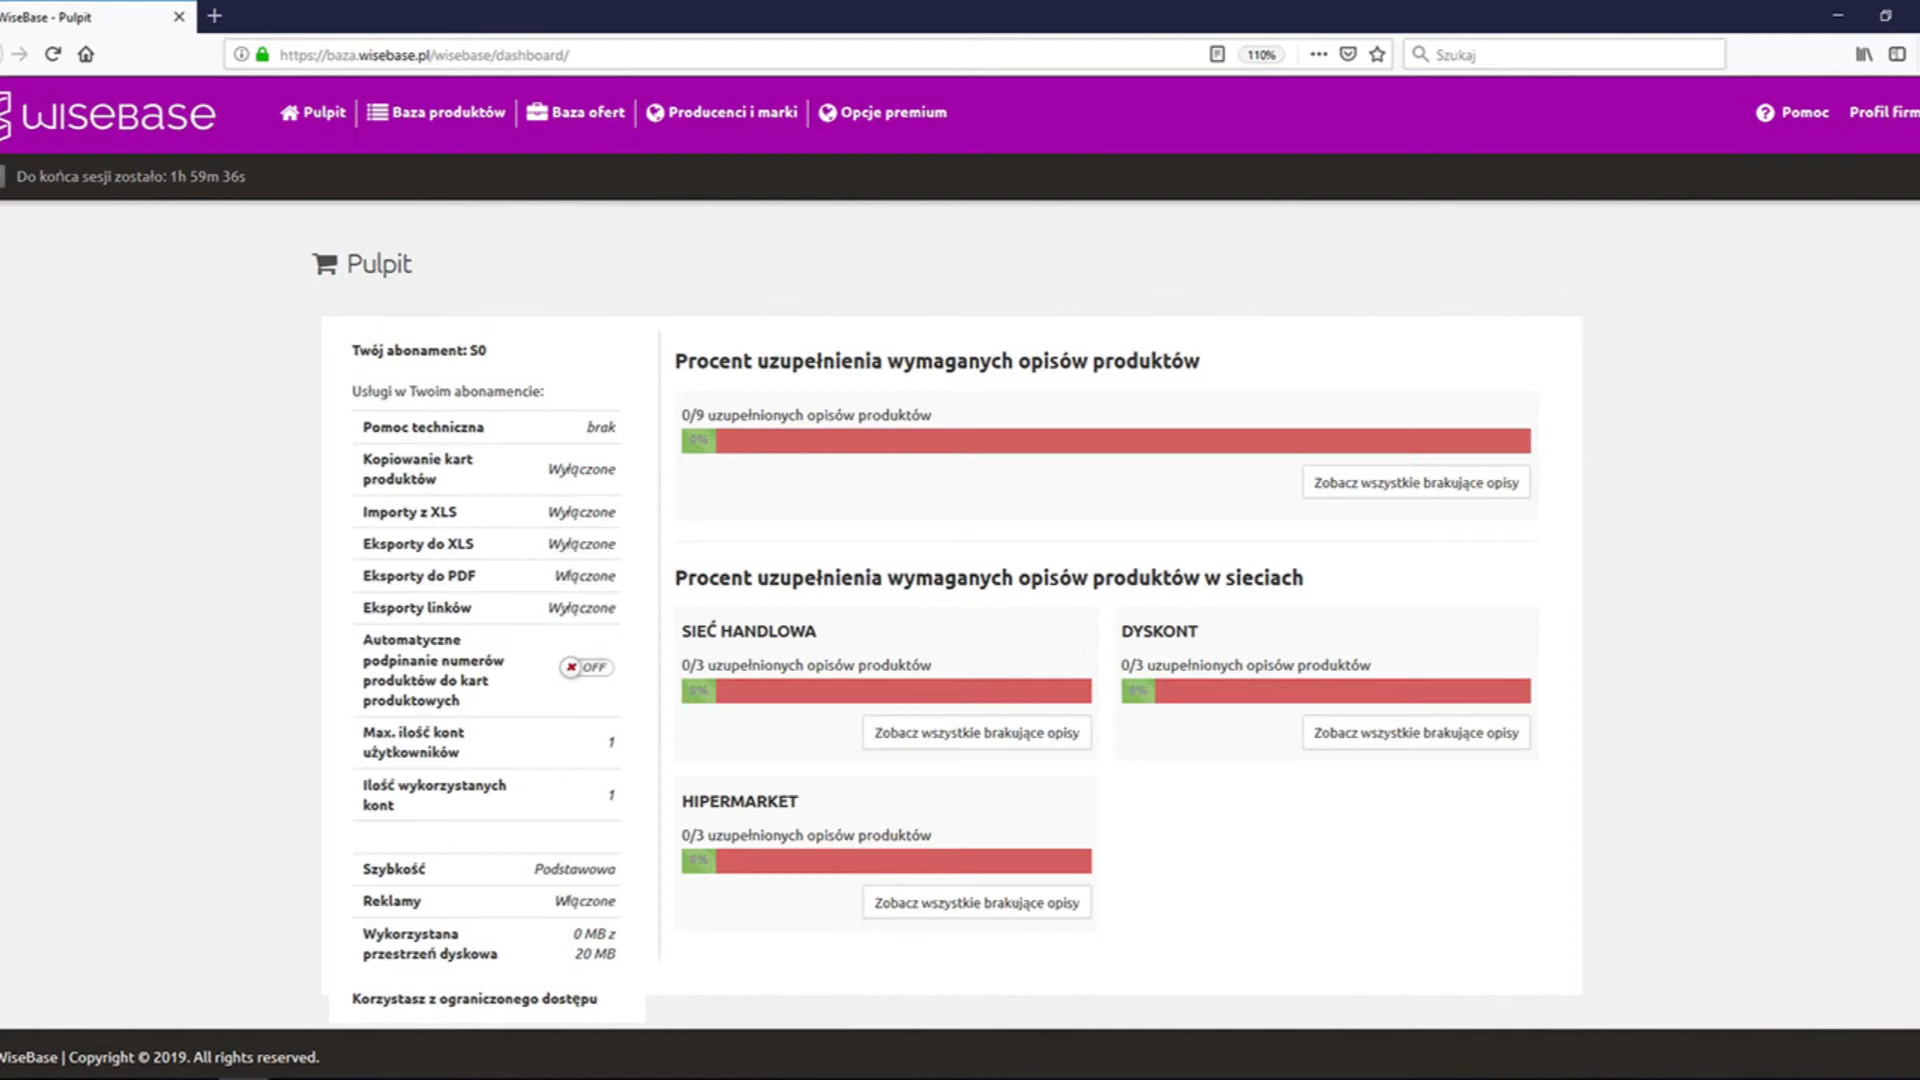 WiseBase - Pulpit
https://baza.wisebase.pl/wisebase/dashboard/
110%
Szukaj
WISEBASE
Pulpit
Baza produktów
Baza ofert
Producenci i marki
Opcje premium
Pomoc
Profil firm
Do końca sesji zostało: 1h 59m 36s
Pulpit
Twój abonament: S0
Usługi w Twoim abonamencie:
Pomoc techniczna brak
Kopiowanie kart
produktów Wyłączone
Importy z XLS Wyłączone
Eksporty do XLS Wyłączone
Eksporty do PDF Włączone
Eksporty linków Wyłączone
Automatyczne
podpinanie numerów
produktów do kart
produktowych
OFF
Max. ilość kont
użytkowników 1
Ilość wykorzystanych
kont 1
Szybkość Podstawowa
Reklamy Włączone
Wykorzystana 0 MB z
przestrzeń dyskowa 20 MB
Korzystasz z ograniczonego dostępu
Procent uzupełnienia wymaganych opisów produktów
0/9 uzupełnionych opisów produktów
0%
Zobacz wszystkie brakujące opisy
Procent uzupełnienia wymaganych opisów produktów w sieciach
SIEĆ HANDLOWA
0/3 uzupełnionych opisów produktów
0%
Zobacz wszystkie brakujące opisy
DYSKONT
0/3 uzupełnionych opisów produktów
0%
Zobacz wszystkie brakujące opisy
HIPERMARKET
0/3 uzupełnionych opisów produktów
0%
Zobacz wszystkie brakujące opisy
WiseBase | Copyright © 2019. All rights reserved.